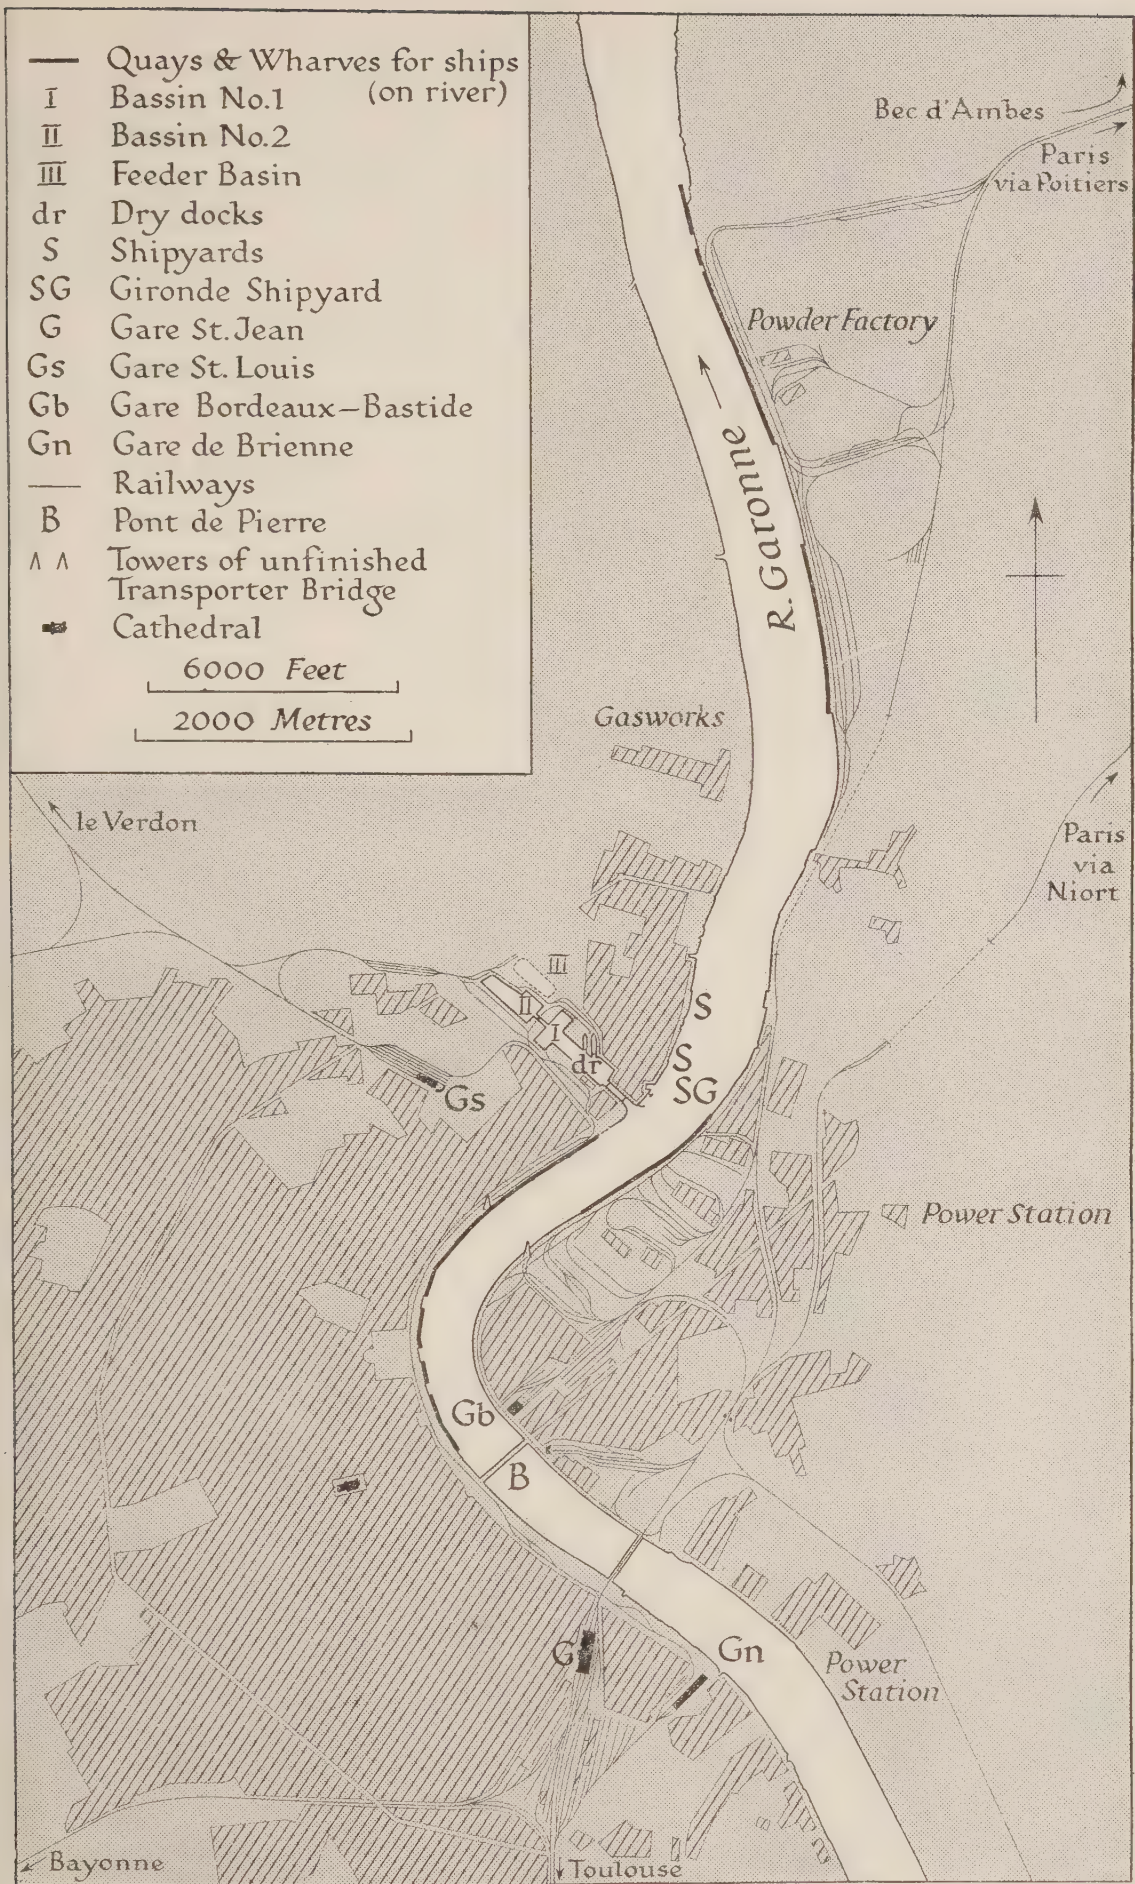 Quays & Wharves for ships
(on river)
I Bassin No.1
II Bassin No.2
III Feeder Basin
dr Dry docks
S Shipyards
SG Gironde Shipyard
G Gare St. Jean
Gs Gare St. Louis
Gb Gare Bordeaux–Bastide
Gn Gare de Brienne
Railways
B Pont de Pierre
∧ ∧ Towers of unfinished
Transporter Bridge
Cathedral
6000 Feet
2000 Metres
Bec d'Ambes
Paris
via Poitiers
Powder Factory
R. Garonne
Gasworks
le Verdon
Paris
via
Niort
III
II
I
dr
S
S
SG
Gs
Power Station
Gb
B
G
Gn
Power
Station
Bayonne
Toulouse